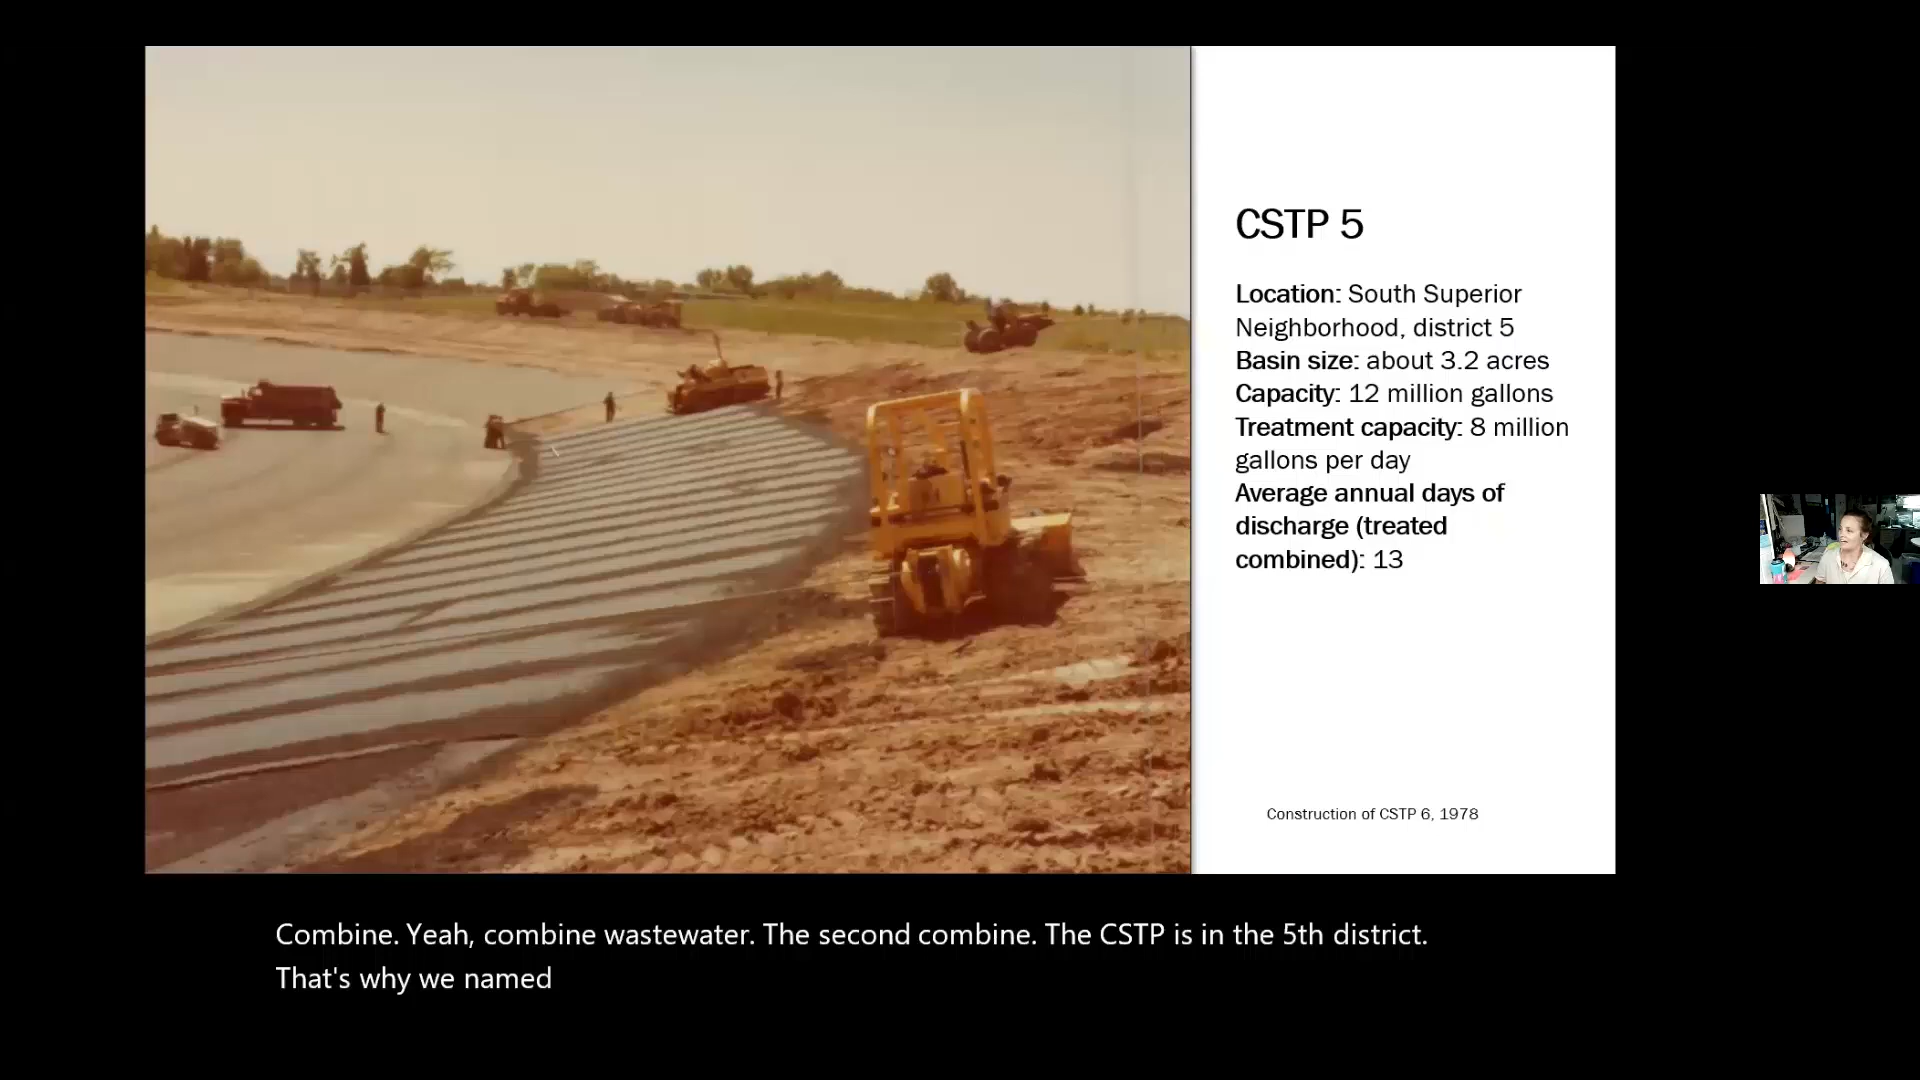 CSTP 5
Location: South Superior
Neighborhood, district 5
Basin size: about 3.2 acres
Capacity: 12 million gallons
Treatment capacity: 8 million
gallons per day
Average annual days of
discharge (treated
combined): 13
Construction of CSTP 6, 1978
Combine. Yeah, combine wastewater. The second combine. The CSTP is in the 5th district.
That's why we named